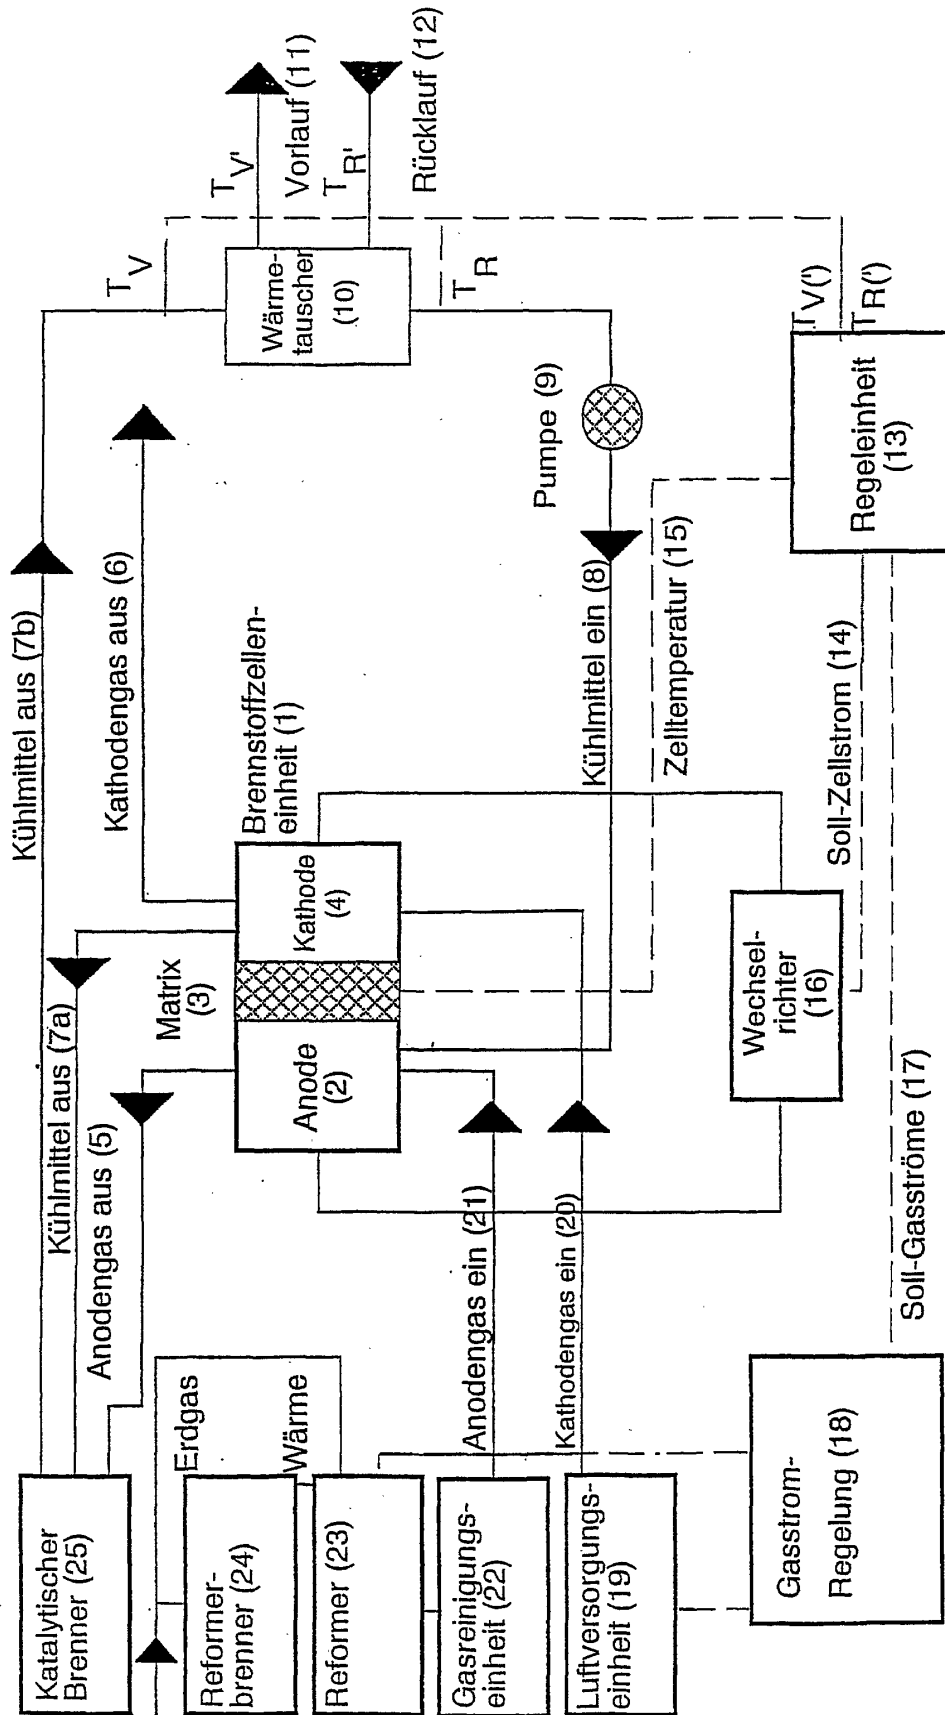 Katalytischer
Brenner (25)
Kühlmittel aus (7b)
Kühlmittel aus (7a)
Anodengas aus (5)
Kathodengas aus (6)
Erdgas
Reformer-
brenner (24)
Wärme
Reformer (23)
Gasreinigungs-
einheit (22)
Luftversorgungs-
einheit (19)
Anodengas ein (21)
Kathodengas ein (20)
Matrix
(3)
Brennstoffzellen-
einheit (1)
Anode
(2)
Kathode
(4)
T_V
Wärme-
tauscher
(10)
T_V'
Vorlauf (11)
T_R'
Rücklauf (12)
T_R
Pumpe (9)
Kühlmittel ein (8)
Zelltemperatur (15)
Wechsel-
richter
(16)
Soll-Zellstrom (14)
T_V(')
T_R(')
Regeleinheit
(13)
Soll-Gasströme (17)
Gasstrom-
Regelung (18)